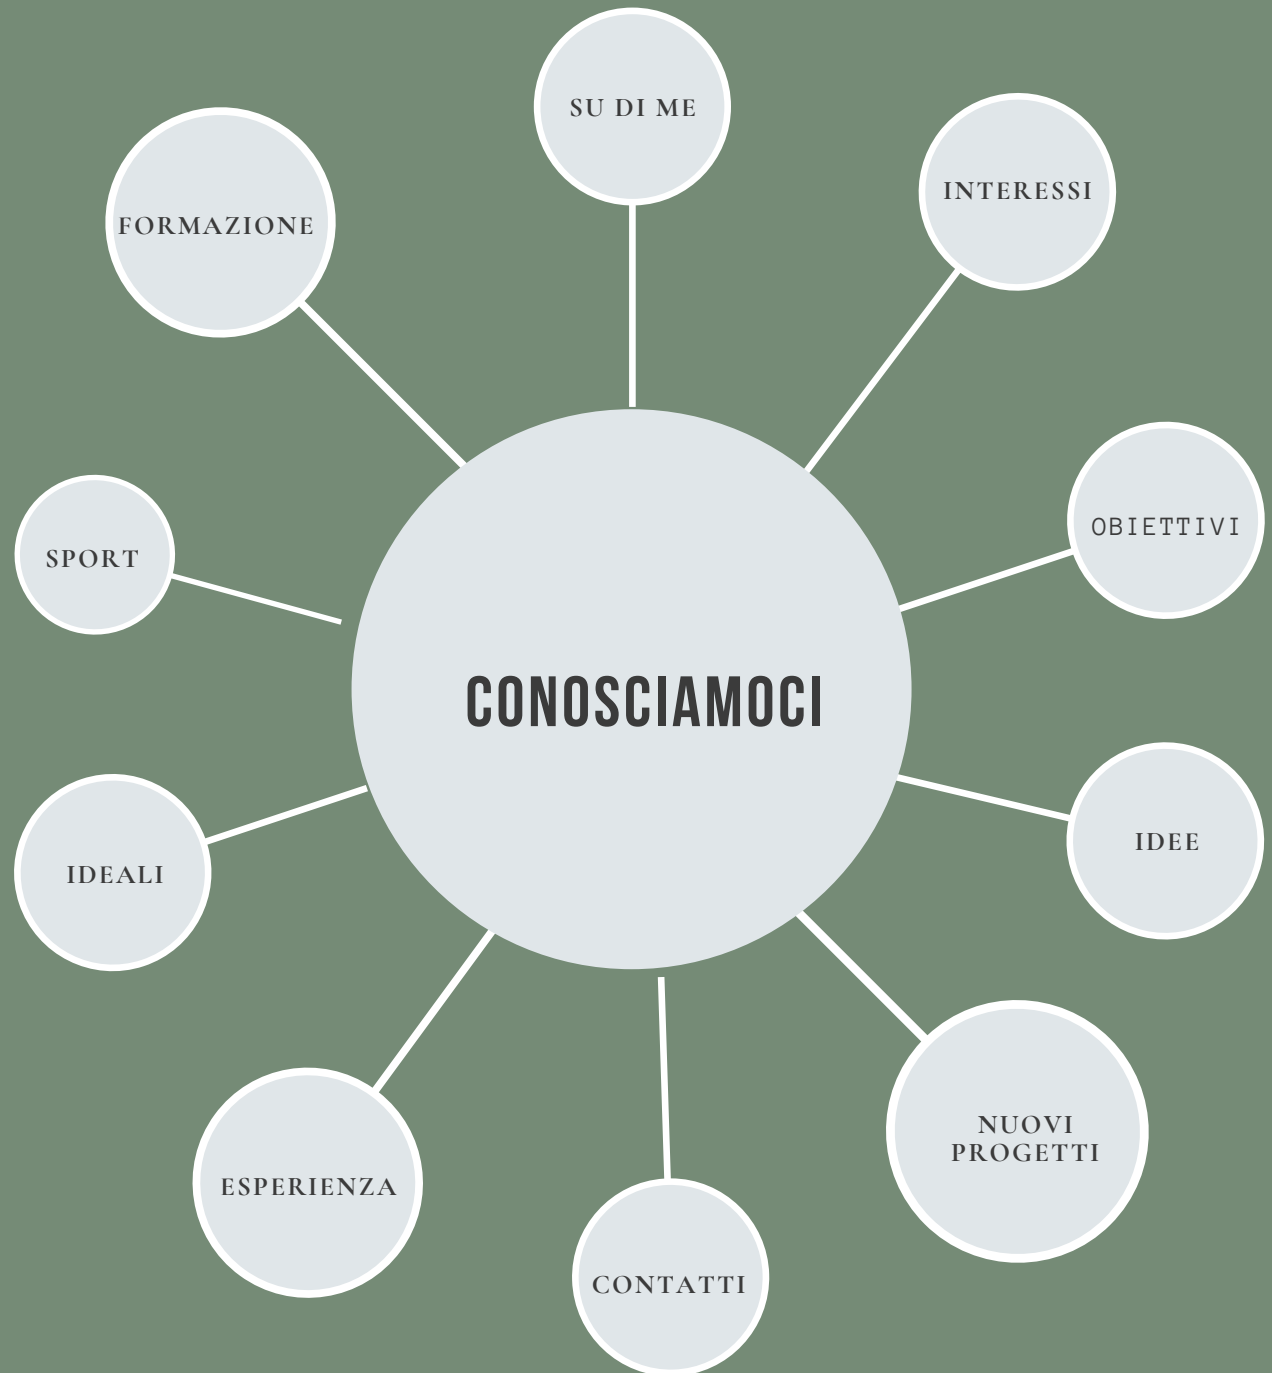 SU DI ME
INTERESSI
FORMAZIONE
OBIETTIVI
SPORT
CONOSCIAMOCI
IDEE
IDEALI
NUOVI
PROGETTI
ESPERIENZA
CONTATTI